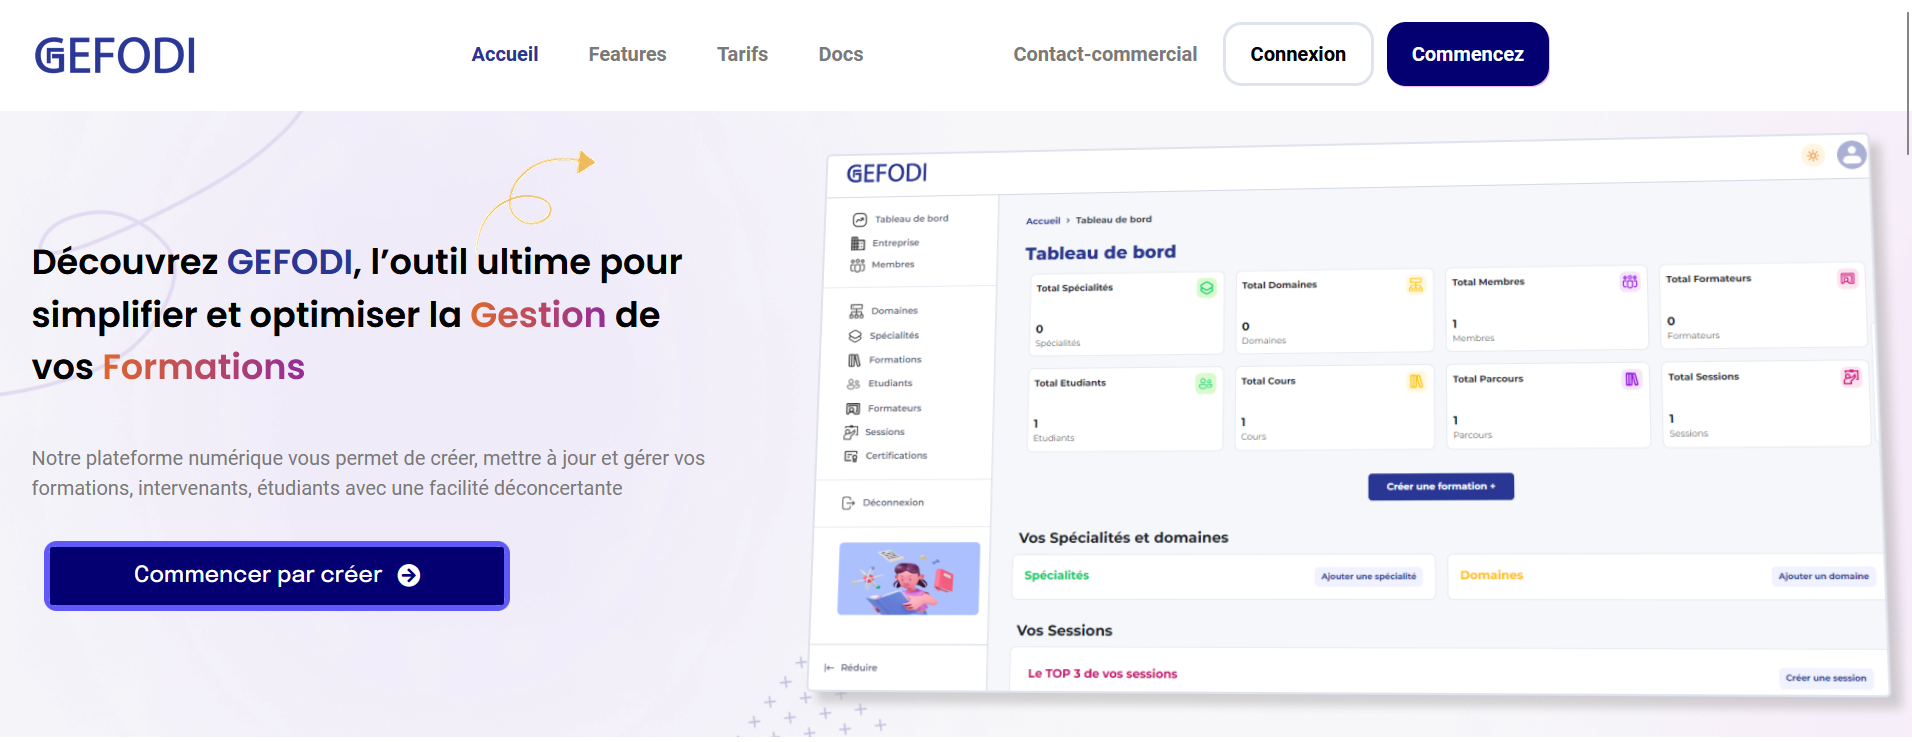 GEFODI
Accueil
Features
Tarifs
Docs
Contact-commercial
Connexion
Commencez
Découvrez GEFODI, l’outil ultime pour
simplifier et optimiser la Gestion de
vos Formations
Notre plateforme numérique vous permet de créer, mettre à jour et gérer vos
formations, intervenants, étudiants avec une facilité déconcertante
Commencer par créer
GEFODI
Tableau de bord
Entreprise
Membres
Domaines
Spécialités
Formations
Etudiants
Formateurs
Sessions
Certifications
Déconnexion
Réduire
Accueil › Tableau de bord
Tableau de bord
Total Spécialités
0
Spécialités
Total Domaines
0
Domaines
Total Membres
1
Membres
Total Formateurs
0
Formateurs
Total Etudiants
1
Etudiants
Total Cours
1
Cours
Total Parcours
1
Parcours
Total Sessions
1
Sessions
Créer une formation +
Vos Spécialités et domaines
Spécialités
Ajouter une spécialité
Domaines
Ajouter un domaine
Vos Sessions
Le TOP 3 de vos sessions
Créer une session